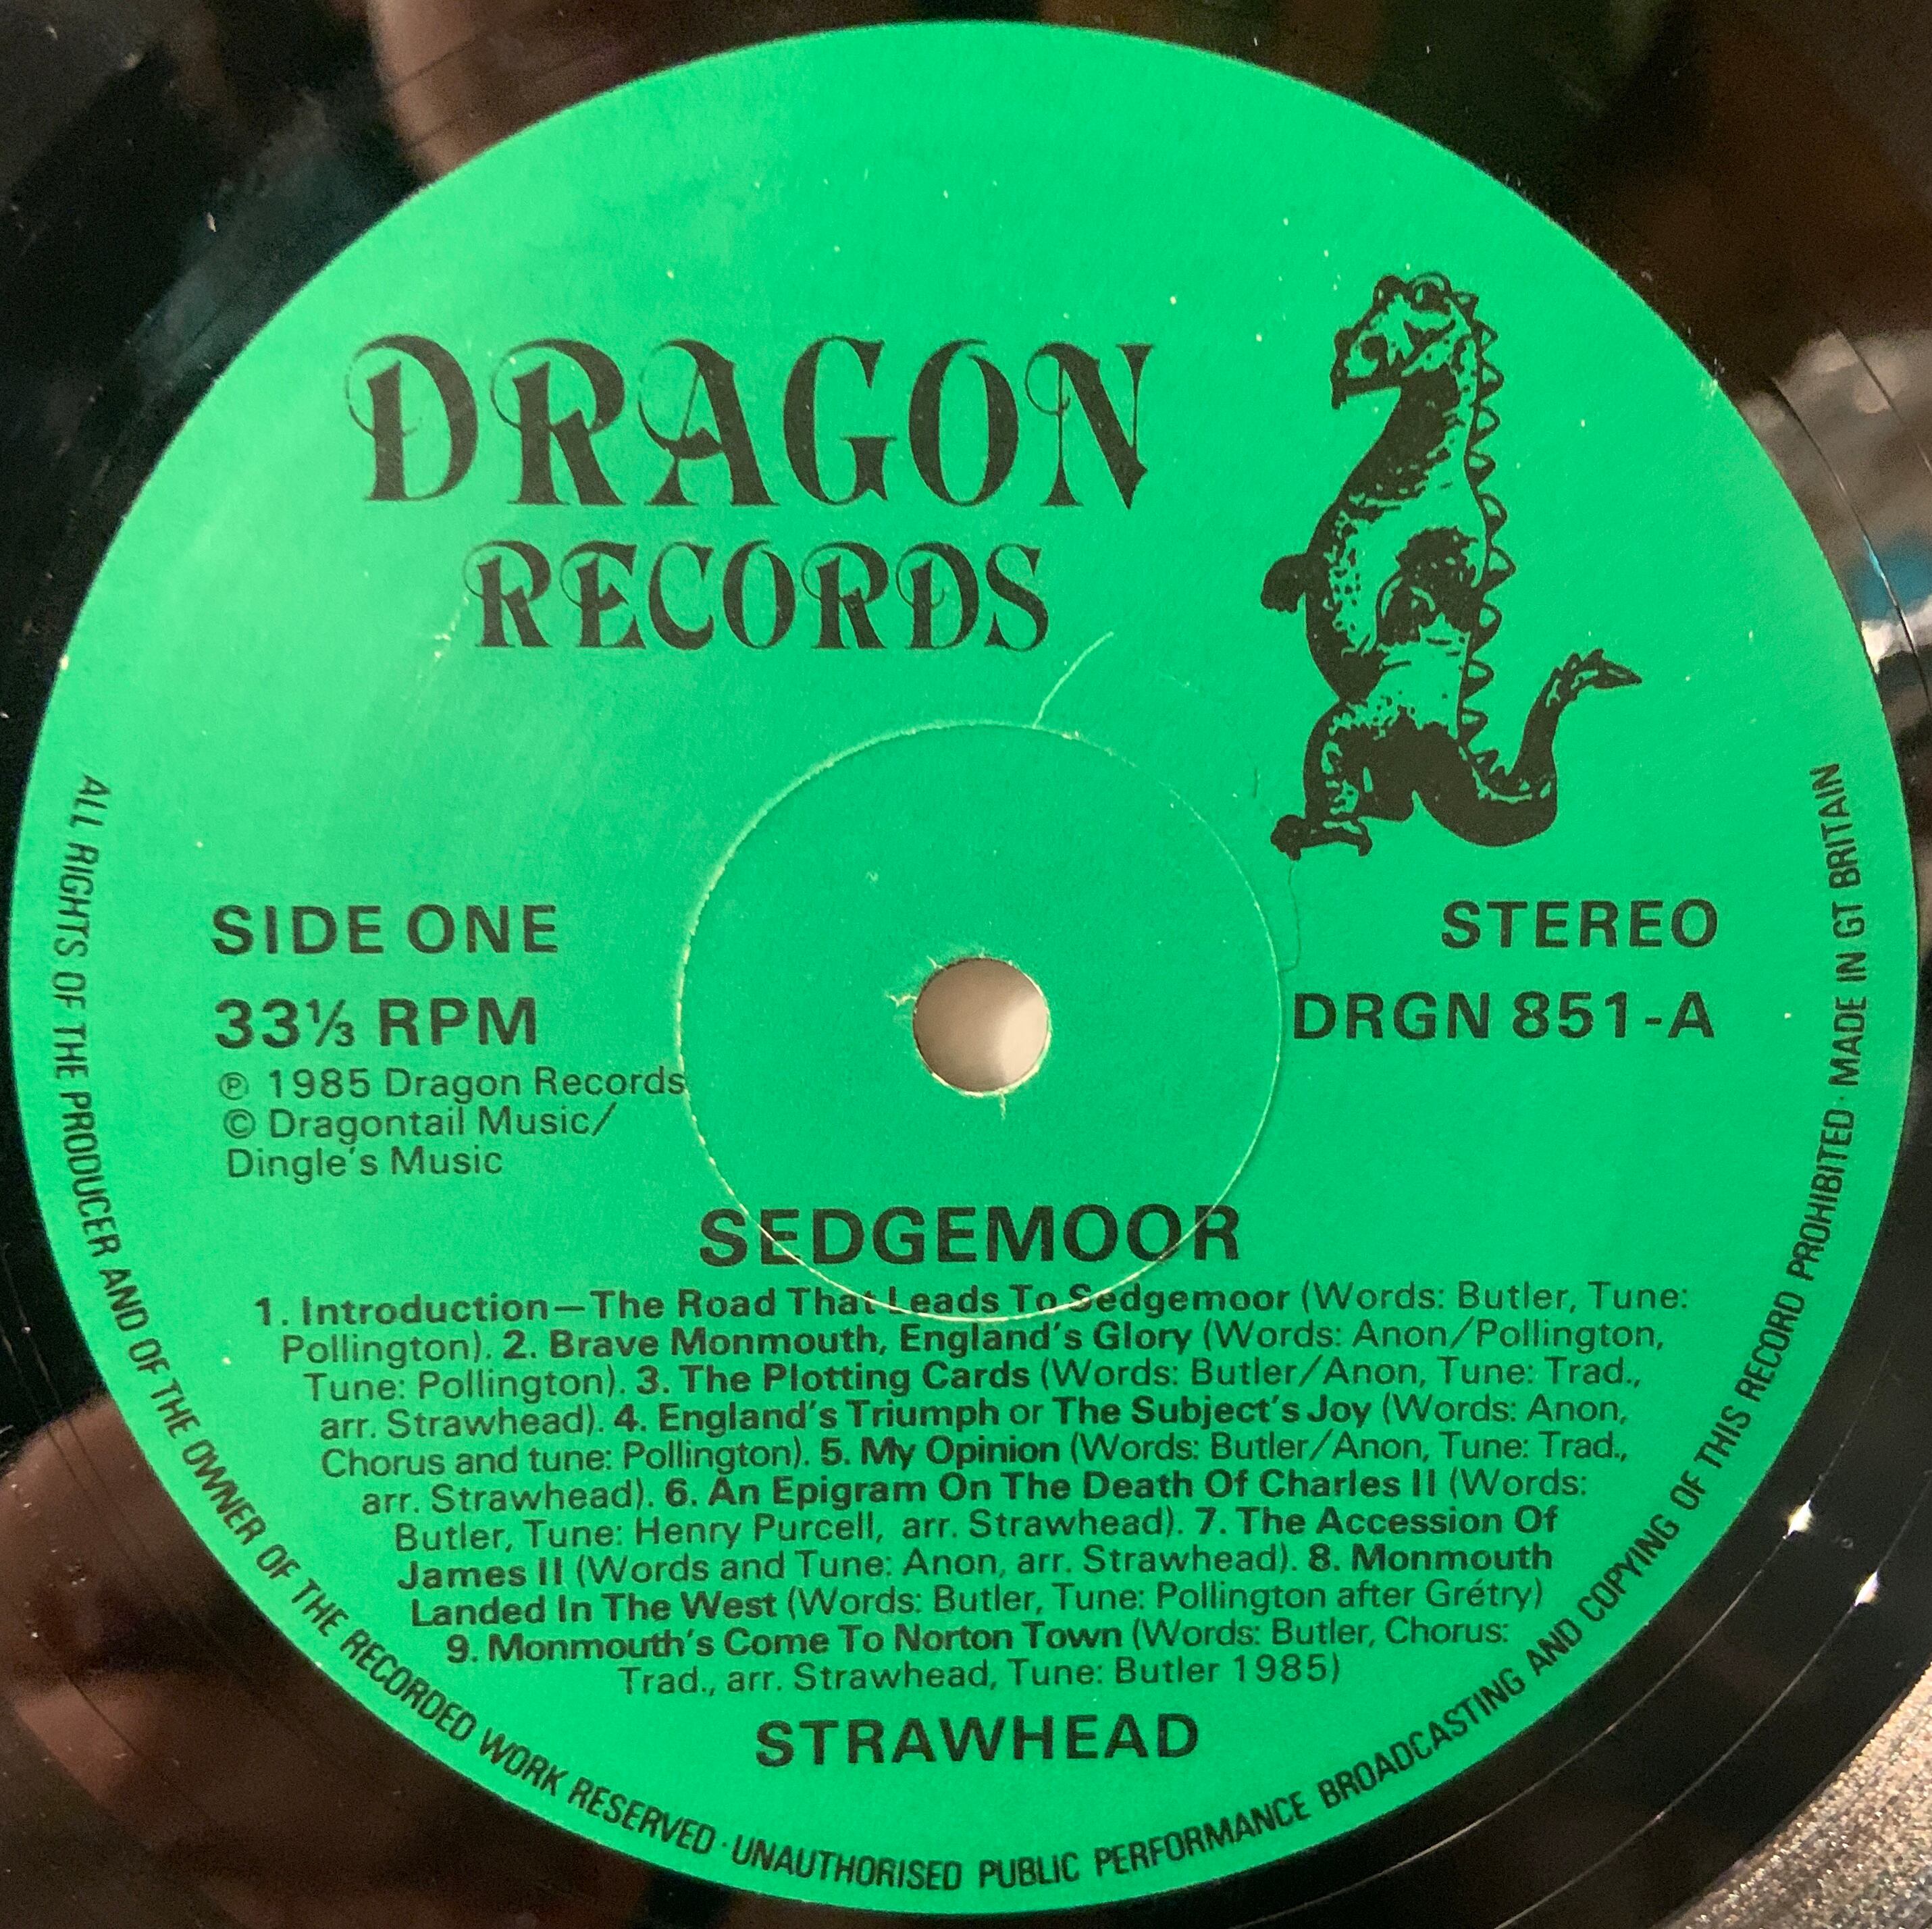 DRAGON
RECORDS
SIDE ONE
33⅓ RPM
℗ 1985 Dragon Records
© Dragontail Music/
Dingle's Music
STEREO
DRGN 851-A
SEDGEMOOR
1. Introduction—The Road That Leads To Sedgemoor (Words: Butler, Tune:
Pollington). 2. Brave Monmouth, England's Glory (Words: Anon/Pollington,
Tune: Pollington). 3. The Plotting Cards (Words: Butler/Anon, Tune: Trad.,
arr. Strawhead). 4. England's Triumph or The Subject's Joy (Words: Anon,
Chorus and tune: Pollington). 5. My Opinion (Words: Butler/Anon, Tune: Trad.,
arr. Strawhead). 6. An Epigram On The Death Of Charles II (Words:
Butler, Tune: Henry Purcell, arr. Strawhead). 7. The Accession Of
James II (Words and Tune: Anon, arr. Strawhead). 8. Monmouth
Landed In The West (Words: Butler, Tune: Pollington after Grétry)
9. Monmouth's Come To Norton Town (Words: Butler, Chorus:
Trad., arr. Strawhead, Tune: Butler 1985)
STRAWHEAD
ALL RIGHTS OF THE PRODUCER AND OF THE OWNER OF THE RECORDED WORK RESERVED · UNAUTHORISED PUBLIC PERFORMANCE BROADCASTING AND COPYING OF THIS RECORD PROHIBITED · MADE IN GT BRITAIN